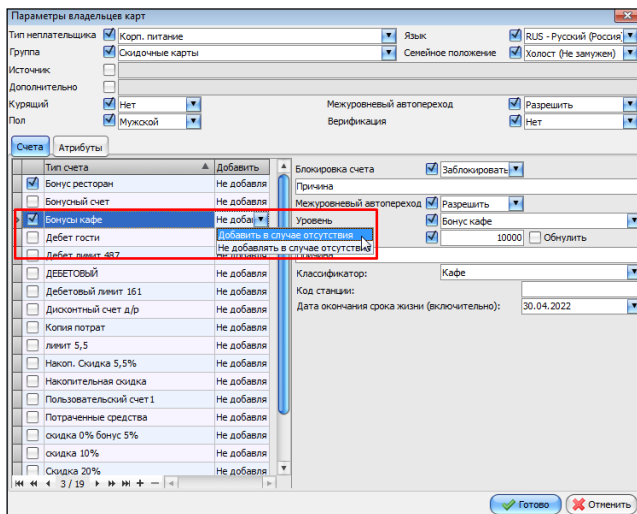 Параметры владельцев карт
Тип неплательщика Корп. питание Язык RUS - Русский (Россия
Группа Скидочные карты Семейное положение Холост (Не замужен)
Источник
Дополнительно
Курящий Нет Межуровневый автопереход Разрешить
Пол Мужской Верификация Нет
Счета Атрибуты
Тип счета Добавить Блокировка счета Заблокировать
Бонус ресторан Не добавля Причина
Бонусный счет Не добавля Межуровневый автопереход Разрешить
Бонусы кафе Не добав Уровень Бонус кафе
Дебет гости Добавить в случае отсутствия 10000 Обнулить
Дебет лимит 487 Не добавлять в случае отсутствия
ДЕБЕТОВЫЙ Не добавля Классификатор: Кафе
Дебетовый лимит 161 Не добавля Код станции:
Дисконтный счет д/р Не добавля Дата окончания срока жизни (включительно): 30.04.2022
Копия потрат Не добавля
лимит 5,5 Не добавля
Накоп. Скидка 5,5% Не добавля
Накопительная скидка Не добавля
Пользовательский счет1 Не добавля
Потраченные средства Не добавля
скидка 0% бонус 5% Не добавля
скидка 10% Не добавля
Скидка 20% Не добавля
3 / 19
Готово Отменить